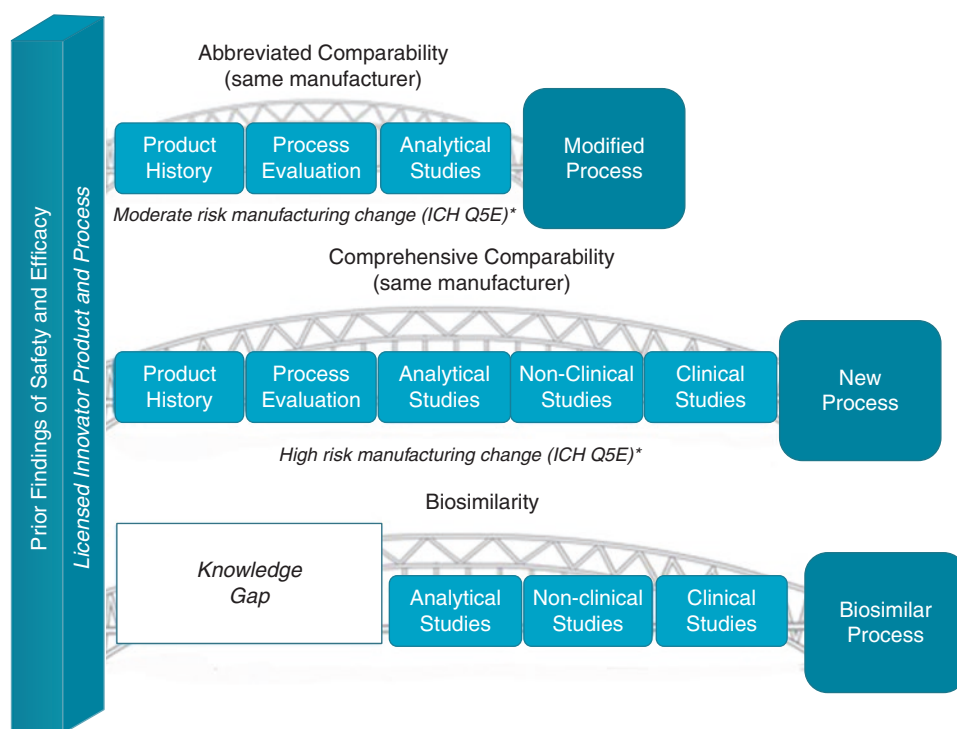 Prior Findings of Safety and Efficacy
Licensed Innovator Product and Process
Abbreviated Comparability
(same manufacturer)
Product
History
Process
Evaluation
Analytical
Studies
Modified
Process
Moderate risk manufacturing change (ICH Q5E)*
Comprehensive Comparability
(same manufacturer)
Product
History
Process
Evaluation
Analytical
Studies
Non-Clinical
Studies
Clinical
Studies
New
Process
High risk manufacturing change (ICH Q5E)*
Biosimilarity
Knowledge
Gap
Analytical
Studies
Non-clinical
Studies
Clinical
Studies
Biosimilar
Process